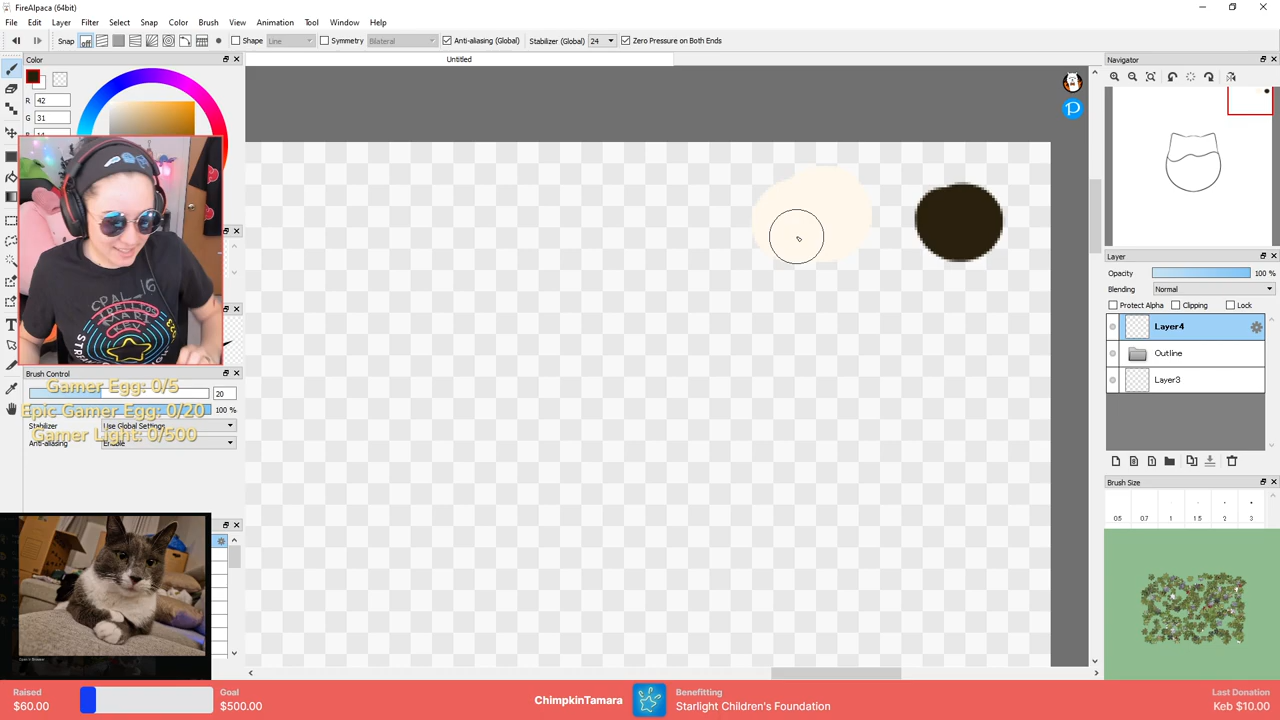 FireAlpaca (64bit)
File Edit Layer Filter Select Snap Color Brush View Animation Tool Window Help
Snap off Shape Line Symmetry Bilateral Anti-aliasing (Global) Stabilizer (Global) 24 Zero Pressure on Both Ends
Color
Untitled
Navigator
R 42
G 31
CPAL_16
Layer
Opacity 100 %
Blending Normal
Protect Alpha Clipping Lock
Layer4
Outline
Layer3
Brush Control
20
Gamer Egg: 0/5
100 %
Epic Gamer Egg: 0/20
Stabilizer Use Global Settings
Gamer Light: 0/500
Anti-aliasing Enable
Brush Size
0.5 0.7 1 1.5 2 3
Raised
$60.00
Goal
$500.00
ChimpkinTamara
Benefitting
Starlight Children's Foundation
Last Donation
Keb $10.00